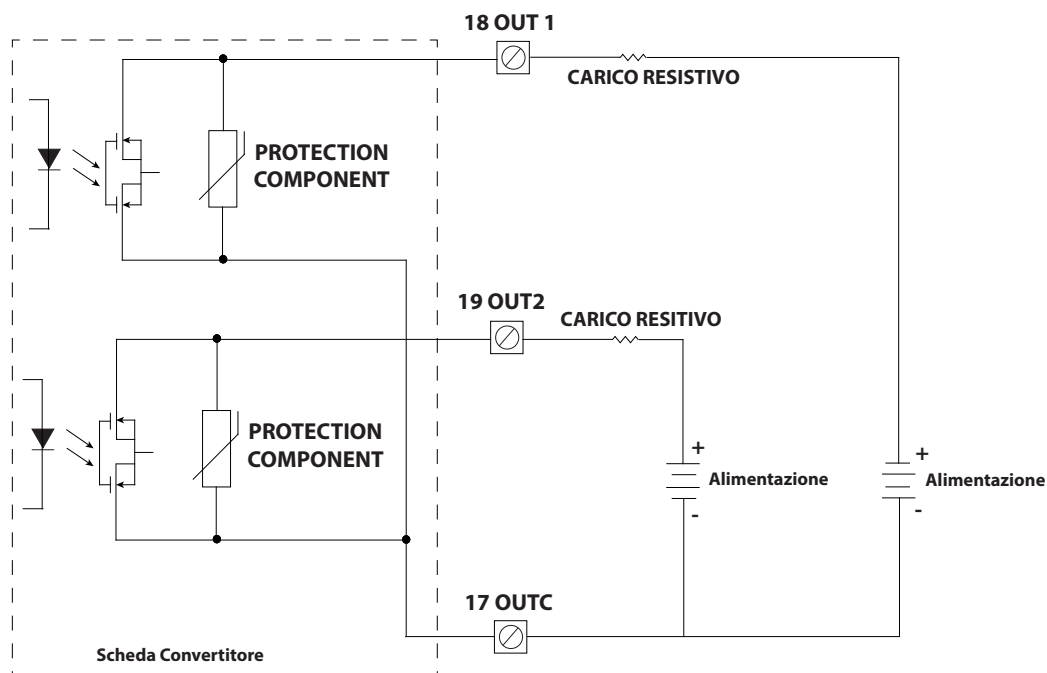 18 OUT 1
CARICO RESISTIVO
PROTECTION
COMPONENT
19 OUT2
CARICO RESITIVO
PROTECTION
COMPONENT
+
Alimentazione
-
+
Alimentazione
-
17 OUTC
Scheda Convertitore